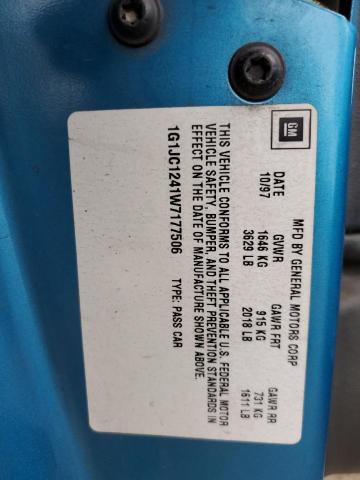 GM
MFD BY GENERAL MOTORS CORP
DATE GVWR GAWR FRT GAWR RR
10/97 1646 KG 915 KG 731 KG
3629 LB 2018 LB 1611 LB
THIS VEHICLE CONFORMS TO ALL APPLICABLE U.S. FEDERAL MOTOR
VEHICLE SAFETY, BUMPER, AND THEFT PREVENTION STANDARDS IN
EFFECT ON THE DATE OF MANUFACTURE SHOWN ABOVE.
1G1JC1241W7177506 TYPE: PASS CAR